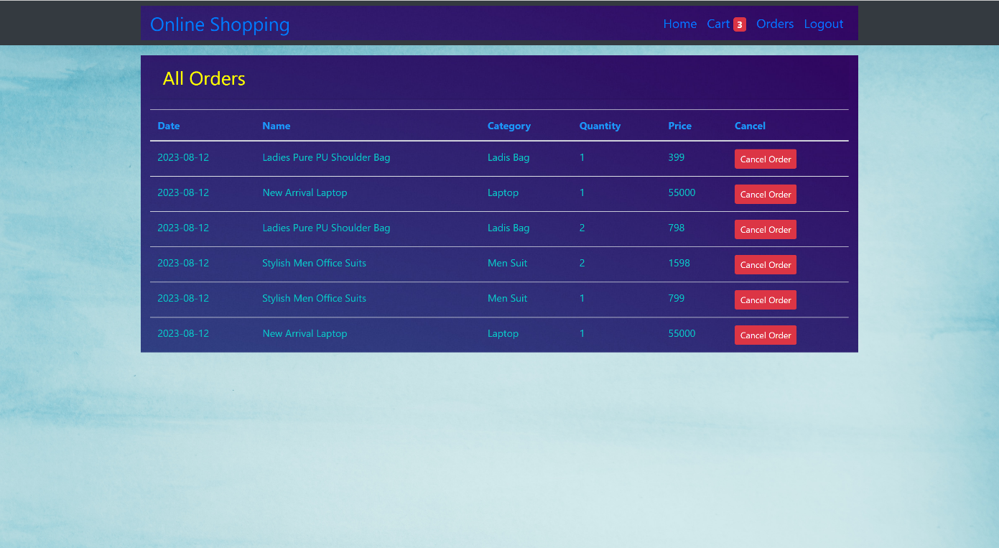 Online Shopping Home Cart 3 Orders Logout
All Orders
Date Name Category Quantity Price Cancel
2023-08-12 Ladies Pure PU Shoulder Bag Ladis Bag 1 399 Cancel Order
2023-08-12 New Arrival Laptop Laptop 1 55000 Cancel Order
2023-08-12 Ladies Pure PU Shoulder Bag Ladis Bag 2 798 Cancel Order
2023-08-12 Stylish Men Office Suits Men Suit 2 1598 Cancel Order
2023-08-12 Stylish Men Office Suits Men Suit 1 799 Cancel Order
2023-08-12 New Arrival Laptop Laptop 1 55000 Cancel Order